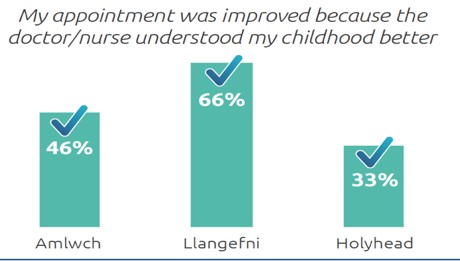 My appointment was improved because the
doctor/nurse understood my childhood better
46%
66%
33%
Amlwch
Llangefni
Holyhead